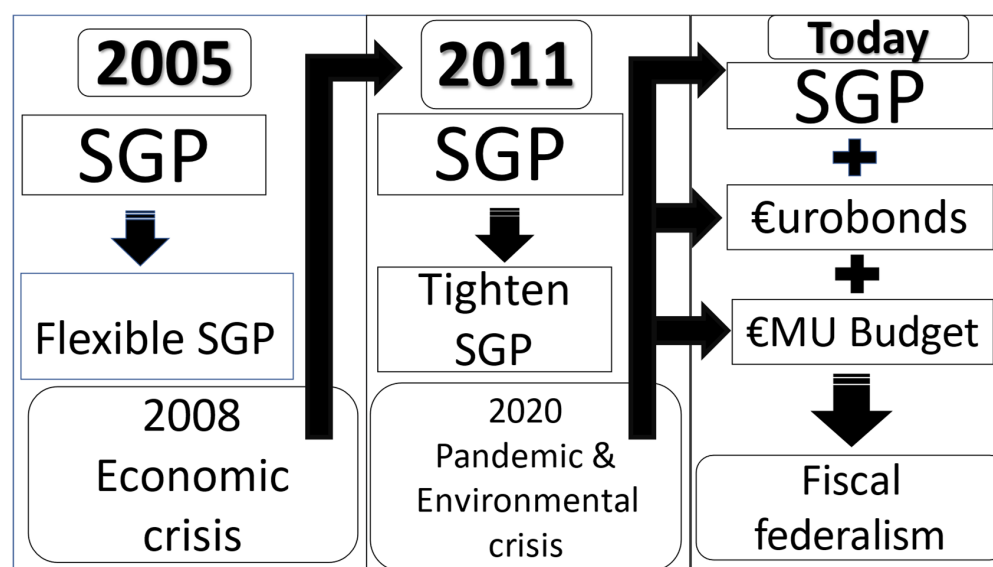 2005
SGP
Flexible SGP
2008
Economic
crisis
2011
SGP
Tighten
SGP
2020
Pandemic &
Environmental
crisis
Today
SGP
+
€urobonds
+
€MU Budget
Fiscal
federalism